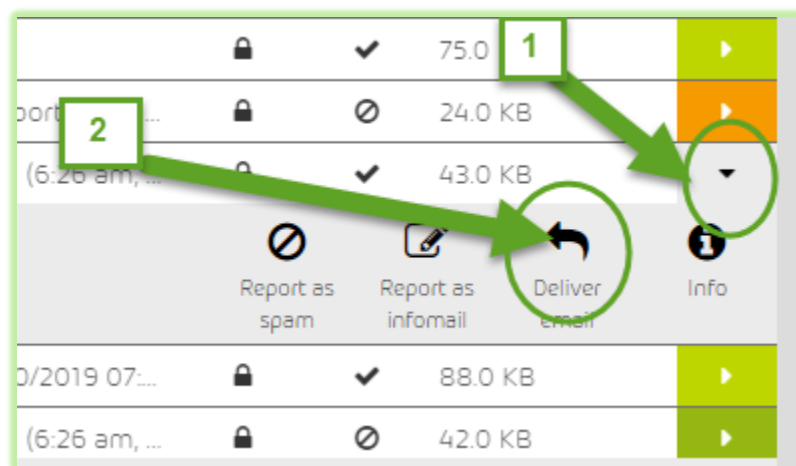 75.0
1
port ... 24.0 KB
2
(6:26 am, ... 43.0 KB
Report as spam
Report as infomail
Deliver email
Info
0/2019 07:... 88.0 KB
(6:26 am, ... 42.0 KB